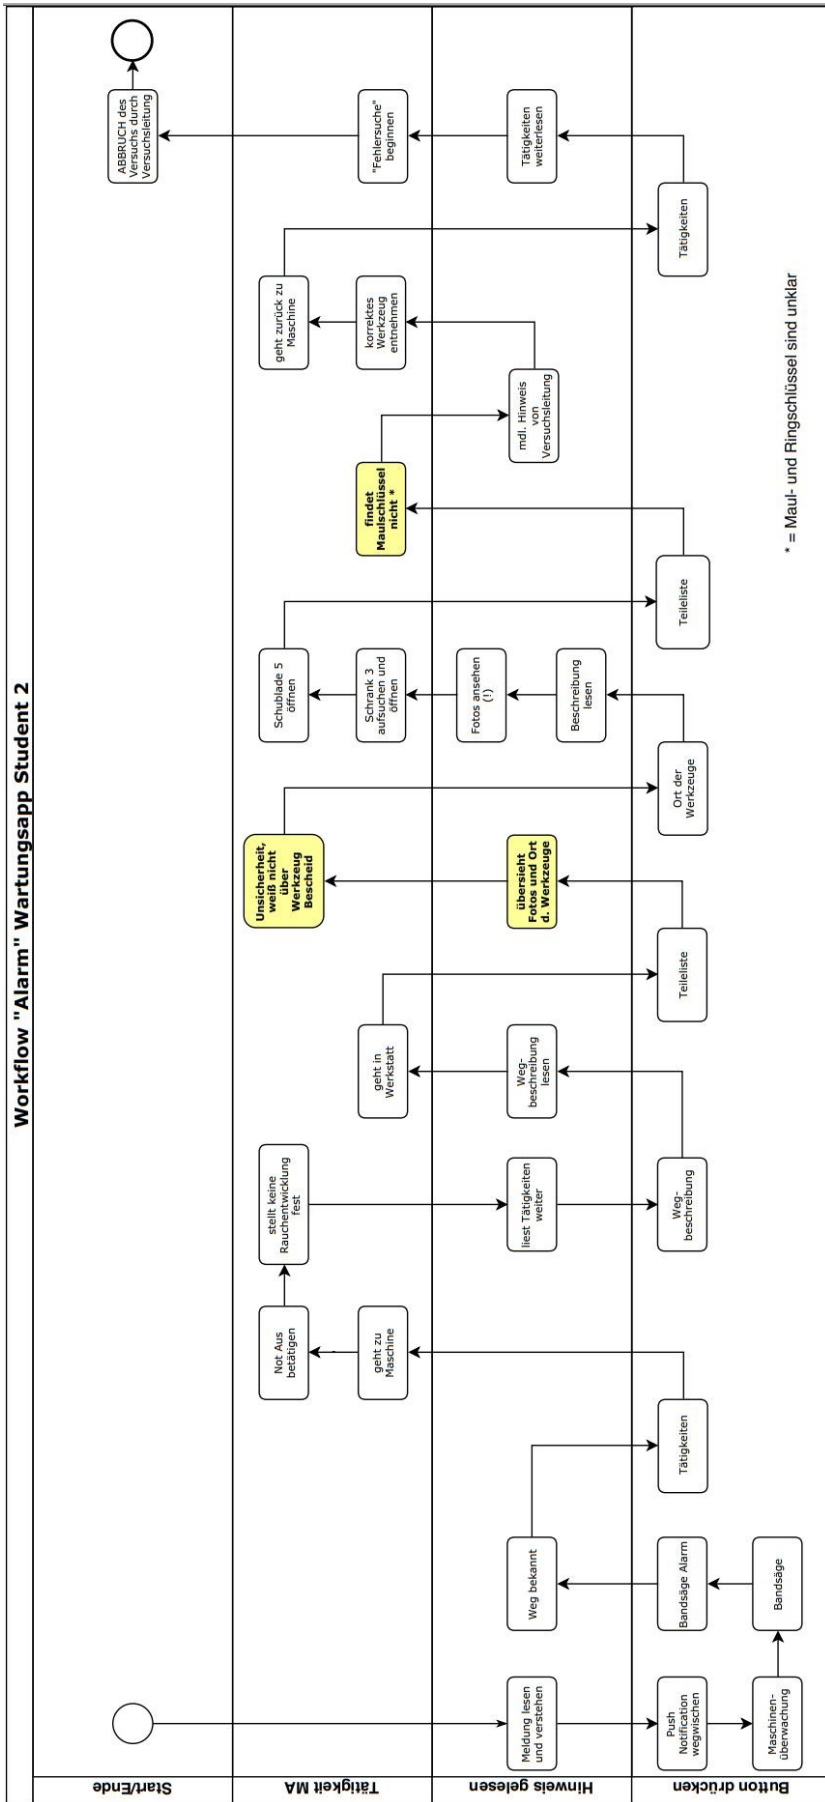 Workflow "Alarm" Wartungsapp Student 2
Start/Ende
Tätigkeit MA
Hinweis gelesen
Button drücken
Meldung lesen
und verstehen
Push
Notification
wegwischen
Maschinen-
überwachung
Bandsäge
Bandsäge Alarm
Weg bekannt
Tätigkeiten
geht zu
Maschine
Not Aus
betätigen
stellt keine
Rauchentwicklung
fest
liest Tätigkeiten
weiter
Weg-
beschreibung
Weg-
beschreibung
lesen
geht in
Werkstatt
Teileliste
übersieht
Fotos und Ort
d. Werkzeuge
Unsicherheit,
weiß nicht
über
Werkzeug
Bescheid
Ort der
Werkzeuge
Beschreibung
lesen
Fotos ansehen
(!)
Schrank 3
aufsuchen und
öffnen
Schublade 5
öffnen
Teileliste
findet
Maulschlüssel
nicht *
mdl. Hinweis
von
Versuchsleitung
korrektes
Werkzeug
entnehmen
geht zurück zu
Maschine
Tätigkeiten
Tätigkeiten
weiterlesen
"Fehlersuche"
beginnen
ABBRUCH des
Versuchs durch
Versuchsleitung
* = Maul- und Ringschlüssel sind unklar